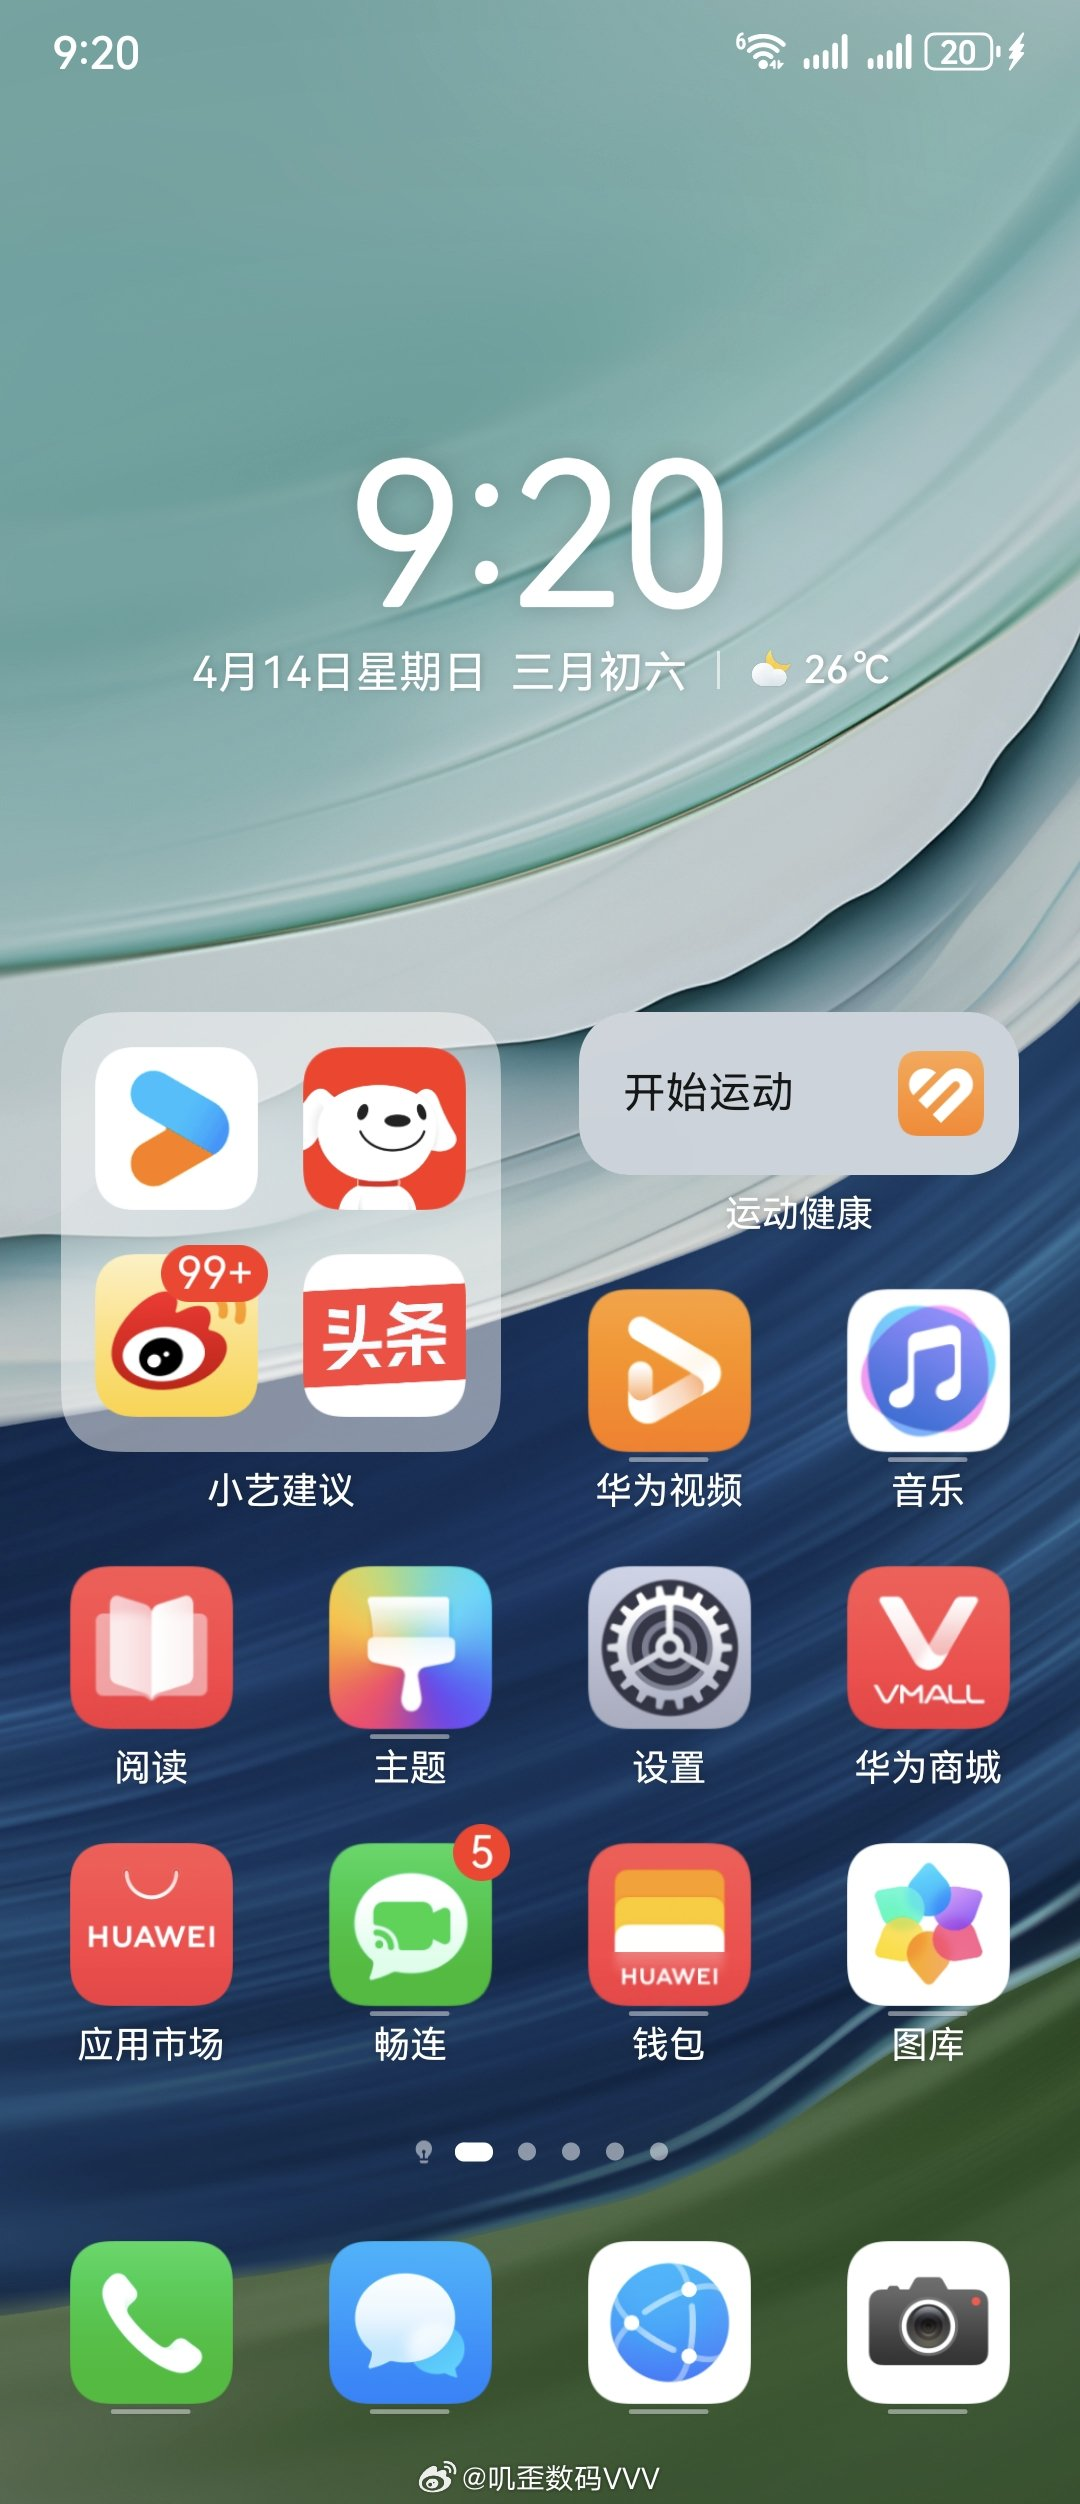 9:20
6
20
9:20
4月14日星期日 三月初六 | 26℃
开始运动
运动健康
99+
头条
小艺建议
华为视频
音乐
VMALL
阅读
主题
设置
华为商城
5
HUAWEI
HUAWEI
应用市场
畅连
钱包
图库
@叽歪数码VVV